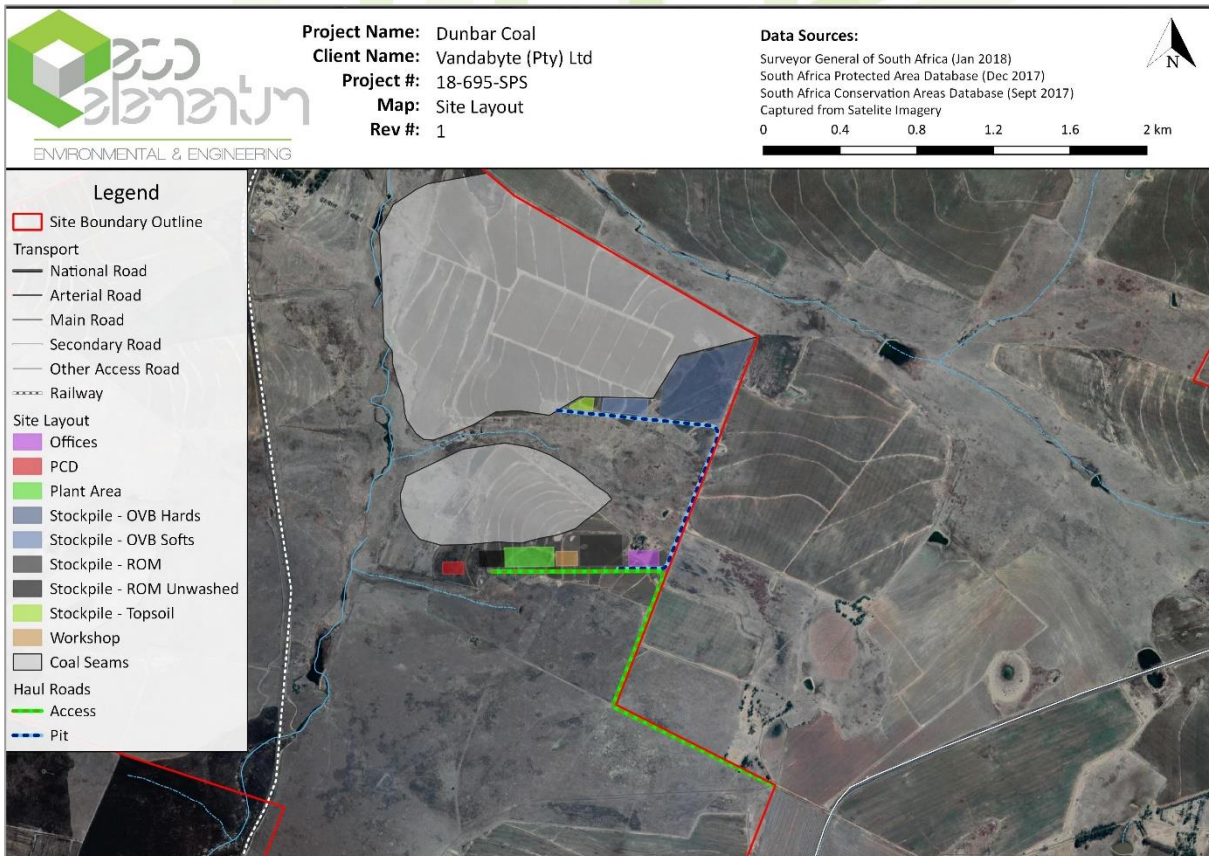 eco
elementum
ENVIRONMENTAL & ENGINEERING
Project Name: Dunbar Coal
Client Name: Vandabyte (Pty) Ltd
Project #: 18-695-SPS
Map: Site Layout
Rev #: 1
Data Sources:
Surveyor General of South Africa (Jan 2018)
South Africa Protected Area Database (Dec 2017)
South Africa Conservation Areas Database (Sept 2017)
Captured from Satelite Imagery
N
0 0.4 0.8 1.2 1.6 2 km
Legend
Site Boundary Outline
Transport
National Road
Arterial Road
Main Road
Secondary Road
Other Access Road
Railway
Site Layout
Offices
PCD
Plant Area
Stockpile - OVB Hards
Stockpile - OVB Softs
Stockpile - ROM
Stockpile - ROM Unwashed
Stockpile - Topsoil
Workshop
Coal Seams
Haul Roads
Access
Pit